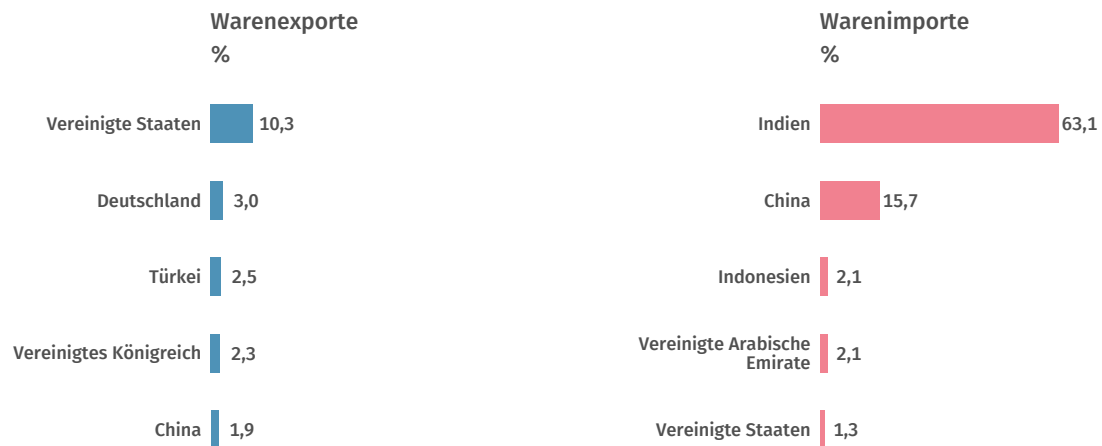 Warenexporte
%
Vereinigte Staaten 10,3
Deutschland 3,0
Türkei 2,5
Vereinigtes Königreich 2,3
China 1,9
Warenimporte
%
Indien 63,1
China 15,7
Indonesien 2,1
Vereinigte Arabische
Emirate 2,1
Vereinigte Staaten 1,3